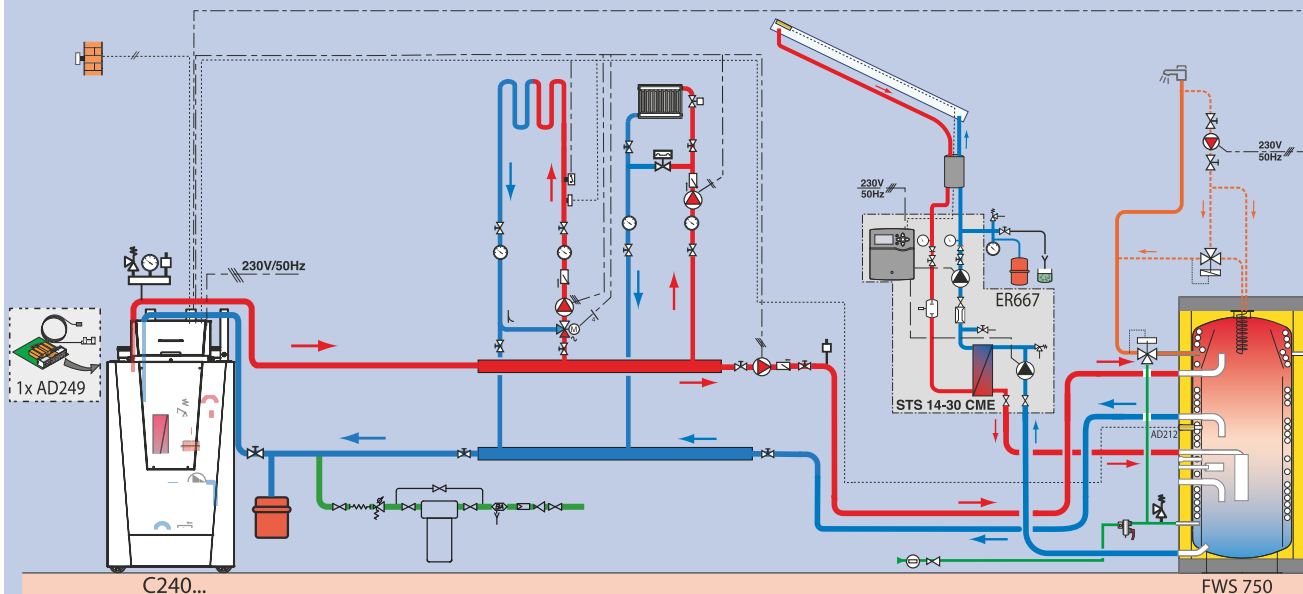 230V
50Hz
230V
50Hz
230V/50Hz
ER667
M
1x AD249
STS 14-30 CME
AD212
C240...
FWS 750